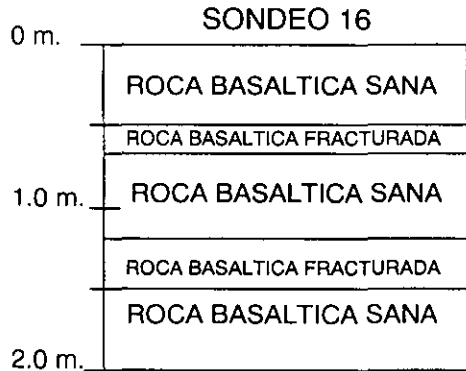 SONDEO 16
0 m.
ROCA BASALTICA SANA
ROCA BASALTICA FRACTURADA
1.0 m.
ROCA BASALTICA SANA
ROCA BASALTICA FRACTURADA
ROCA BASALTICA SANA
2.0 m.